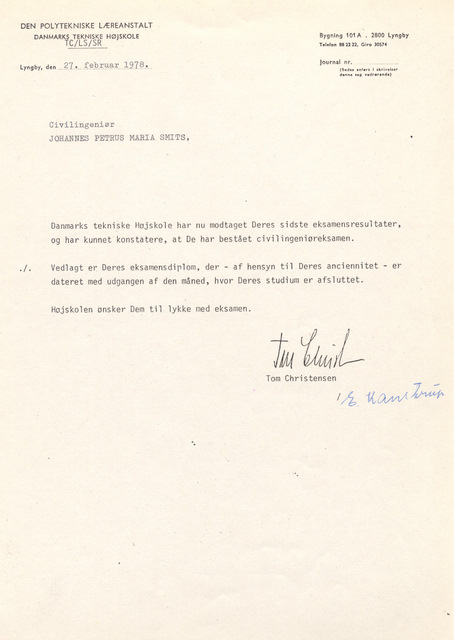 DEN POLYTEKNISKE LÆREANSTALT
DANMARKS TEKNISKE HØJSKOLE
TC/LS/SR
Lyngby, den 27. februar 1978.
Bygning 101 A . 2800 Lyngby
Telefon 88 22 22, Giro 30574
Journal nr.
(Bedes anført i skrivelser
denne sag vedrørende)
Civilingeniør
JOHANNES PETRUS MARIA SMITS,
Danmarks tekniske Højskole har nu modtaget Deres sidste eksamensresultater,
og har kunnet konstatere, at De har bestået civilingeniøreksamen.
./. Vedlagt er Deres eksamensdiplom, der - af hensyn til Deres anciennitet - er
dateret med udgangen af den måned, hvor Deres studium er afsluttet.
Højskolen ønsker Dem til lykke med eksamen.
Tom Christensen